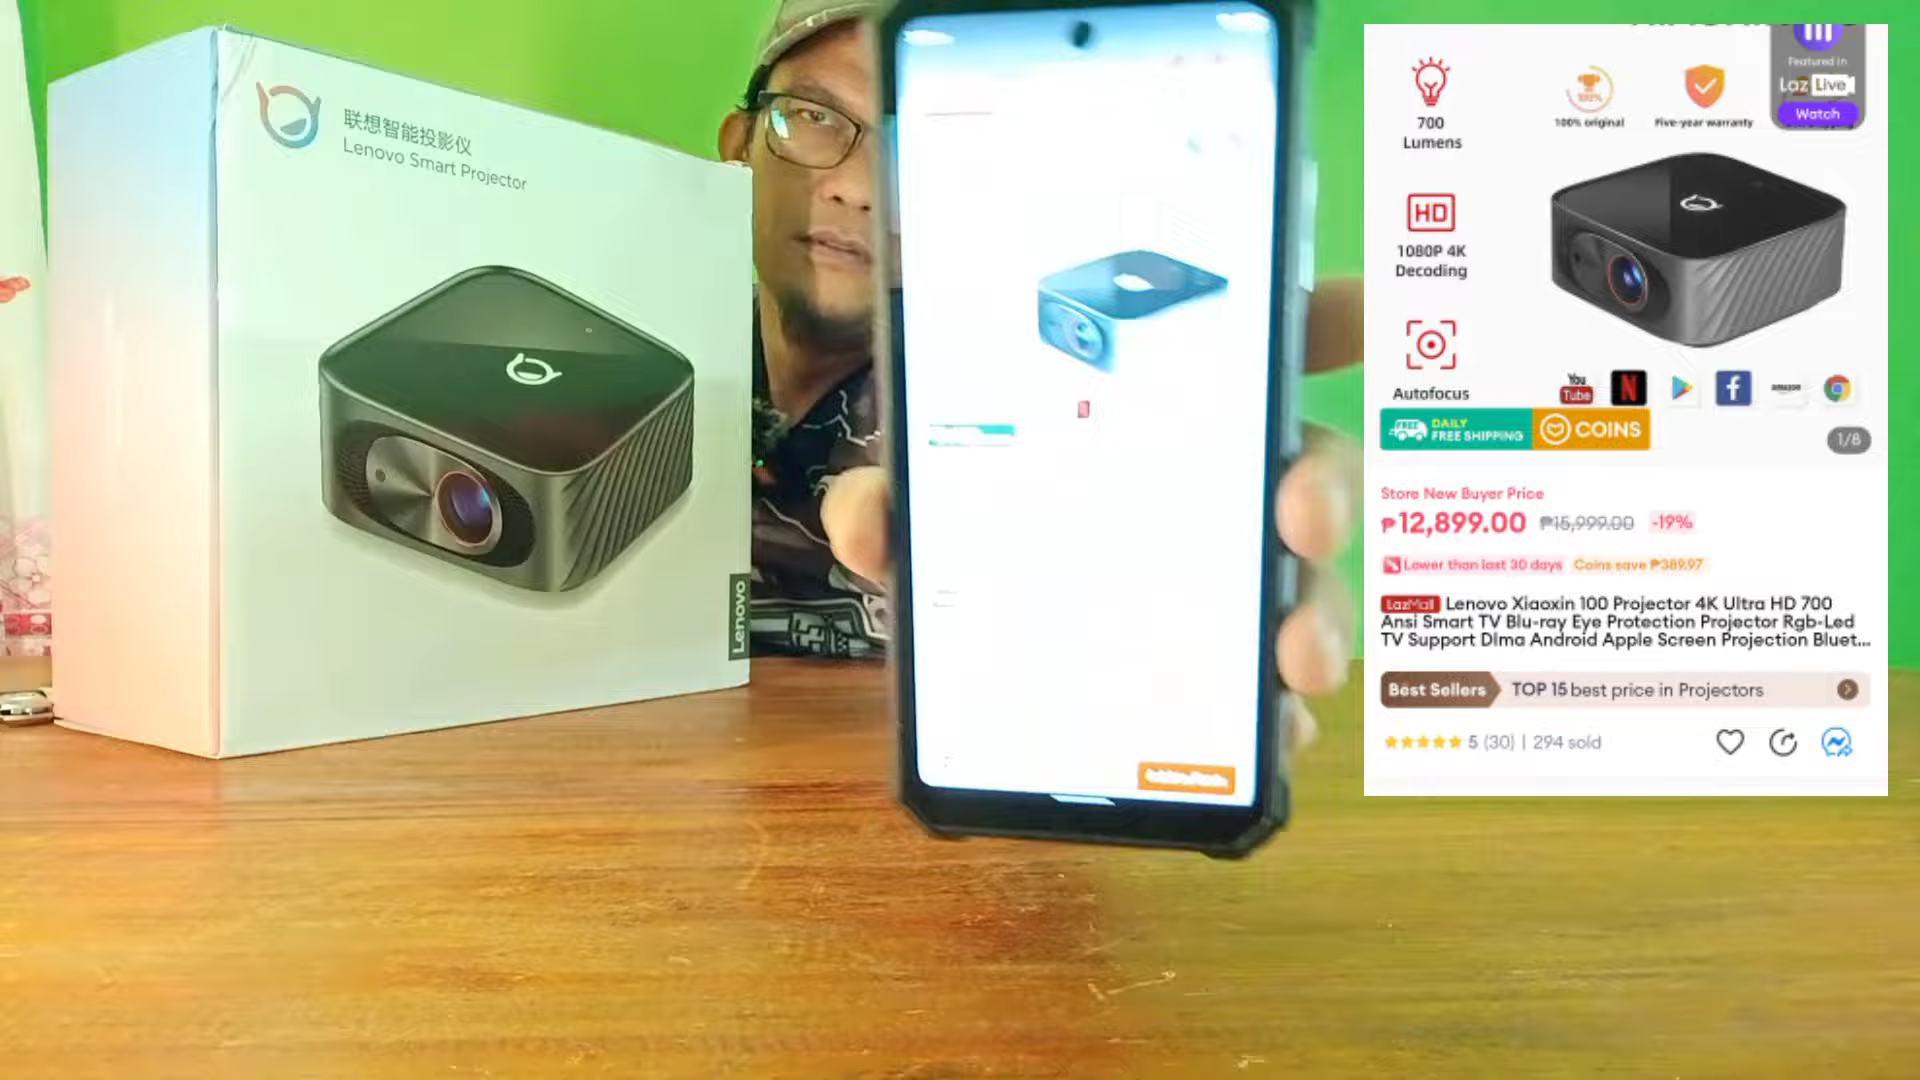 联想智能投影仪
Lenovo Smart Projector
Lenovo
700
Lumens
100%
100% original
Five-year warranty
Featured in
Laz Live
Watch
HD
1080P 4K
Decoding
Autofocus
You
Tube
N
f
amazon
FREE
DAILY
FREE SHIPPING
COINS
1/8
Store New Buyer Price
₱12,899.00 ₱15,999.00 -19%
Lower than last 30 days Coins save ₱389.97
LazMall Lenovo Xiaoxin 100 Projector 4K Ultra HD 700
Ansi Smart TV Blu-ray Eye Protection Projector Rgb-Led
TV Support Dlma Android Apple Screen Projection Bluet...
Best Sellers TOP 15 best price in Projectors
5 (30) | 294 sold